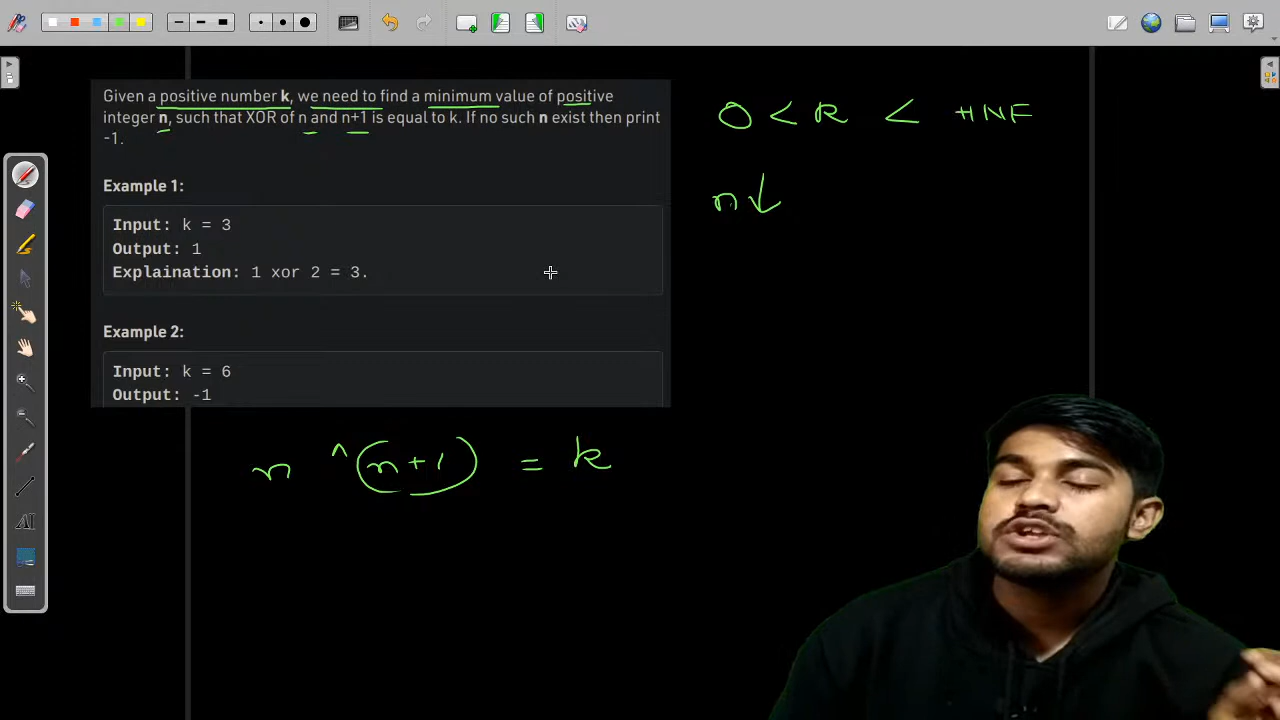 Given a positive number k, we need to find a minimum value of positive
integer n, such that XOR of n and n+1 is equal to k. If no such n exist then print
-1.
0 < k < +INF
n↓
Example 1:
Input: k = 3
Output: 1
Explaination: 1 xor 2 = 3.
Example 2:
Input: k = 6
Output: -1
n ^ (n+1) = k